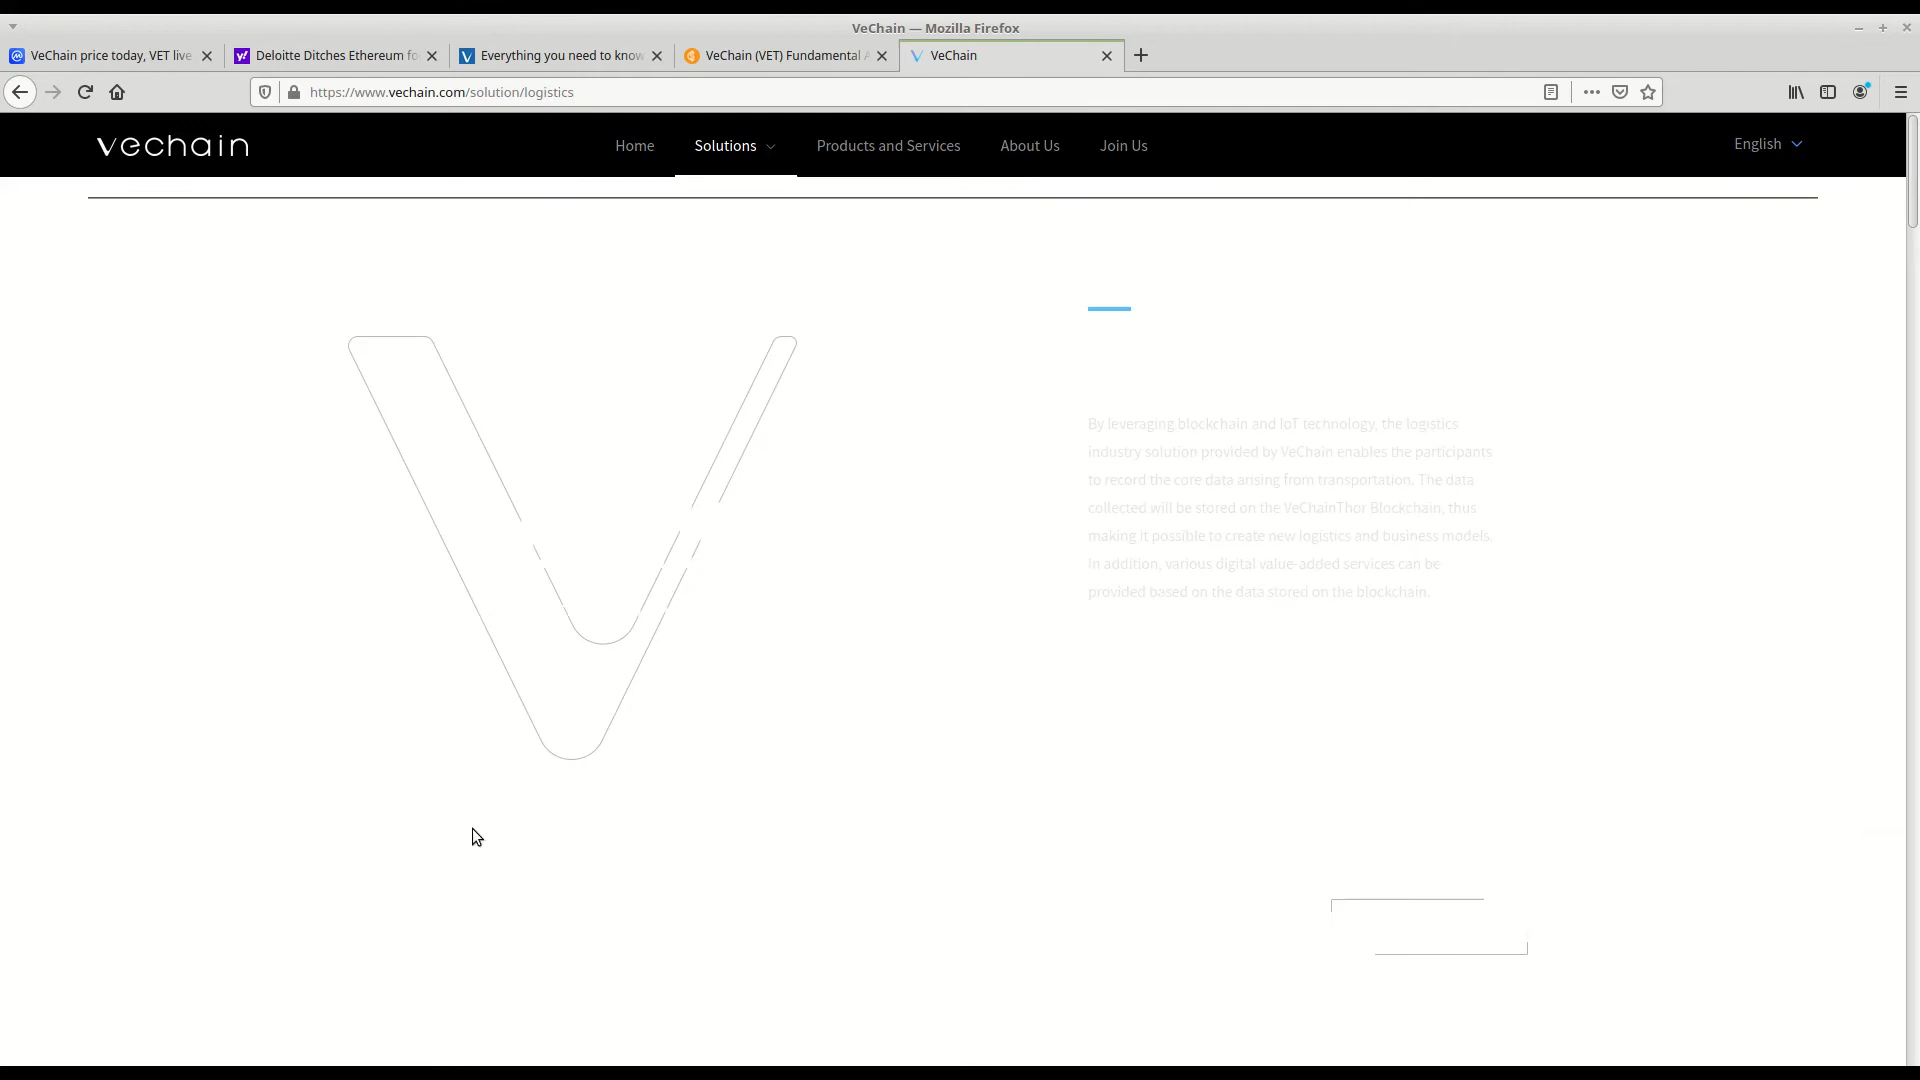 VeChain — Mozilla Firefox
VeChain price today, VET live
Deloitte Ditches Ethereum fo
Everything you need to know
VeChain (VET) Fundamental A
VeChain
https://www.vechain.com/solution/logistics
vechain
Home
Solutions
Products and Services
About Us
Join Us
English
By leveraging blockchain and IoT technology, the logistics
industry solution provided by VeChain enables the participants
to record the core data arising from transportation. The data
collected will be stored on the VeChainThor Blockchain, thus
making it possible to create new logistics and business models.
In addition, various digital value-added services can be
provided based on the data stored on the blockchain.